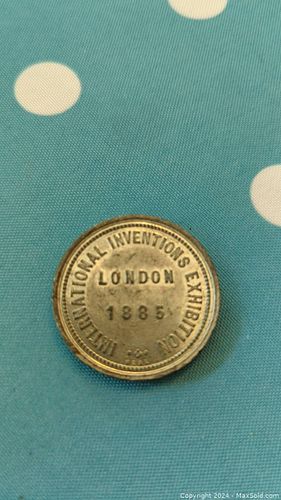 INTERNATIONAL INVENTIONS EXHIBITION
LONDON
1885
Copyright 2024 - MaxSold.com